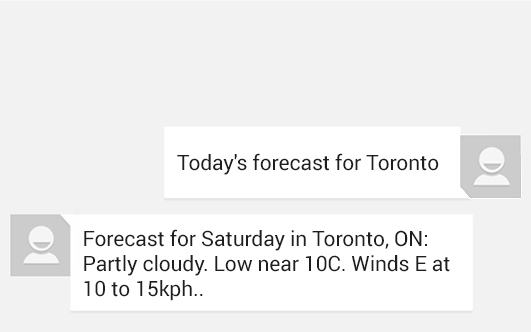 Today's forecast for Toronto
Forecast for Saturday in Toronto, ON:
Partly cloudy. Low near 10C. Winds E at
10 to 15kph..